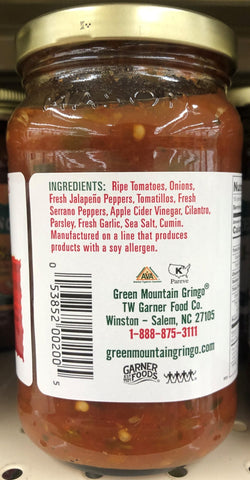 INGREDIENTS: Ripe Tomatoes, Onions,
Fresh Jalapeño Peppers, Tomatillos, Fresh
Serrano Peppers, Apple Cider Vinegar, Cilantro,
Parsley, Fresh Garlic, Sea Salt, Cumin.
Manufactured on a line that produces
products with a soy allergen.
AVA
K
Pareve
Green Mountain Gringo®
TW Garner Food Co.
Winston – Salem, NC 27105
1-888-875-3111
greenmountaingringo.com
GARNER
FOODS
0 53852 00200 5